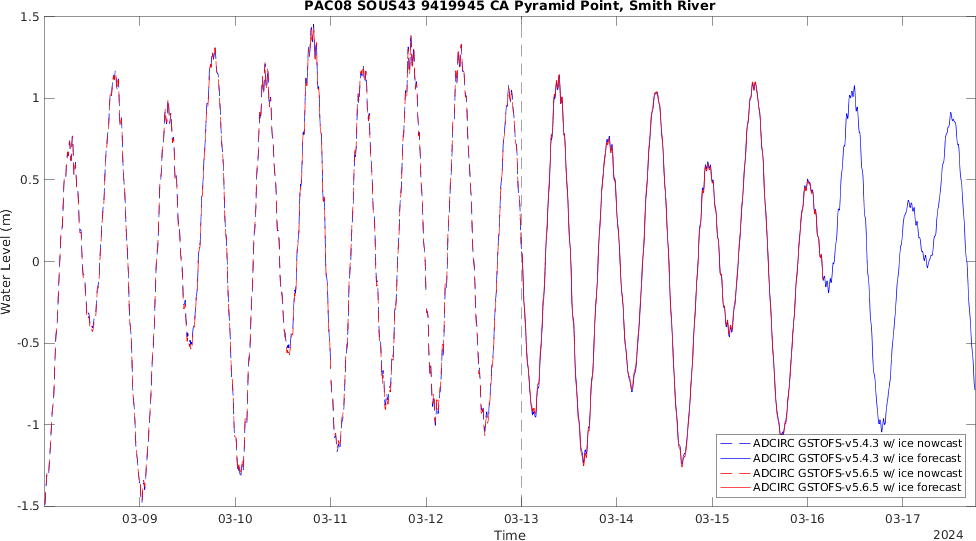 PAC08 SOUS43 9419945 CA Pyramid Point, Smith River
Water Level (m)
1.5
1
0.5
0
-0.5
-1
-1.5
ADCIRC GSTOFS-v5.4.3 w/ ice nowcast
ADCIRC GSTOFS-v5.4.3 w/ ice forecast
ADCIRC GSTOFS-v5.6.5 w/ ice nowcast
ADCIRC GSTOFS-v5.6.5 w/ ice forecast
03-09 03-10 03-11 03-12 03-13 03-14 03-15 03-16 03-17
Time
2024